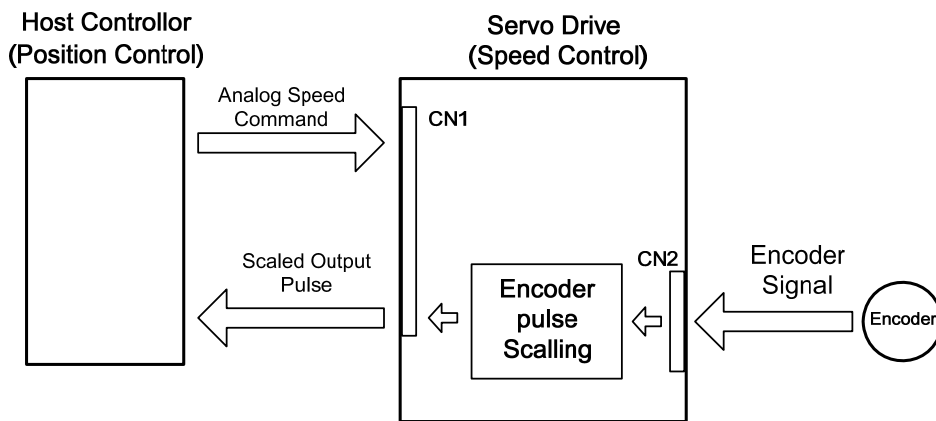 Host Controllor
(Position Control)
Servo Drive
(Speed Control)
Analog Speed
Command
CN1
Scaled Output
Pulse
Encoder
pulse
Scalling
CN2
Encoder
Signal
Encoder